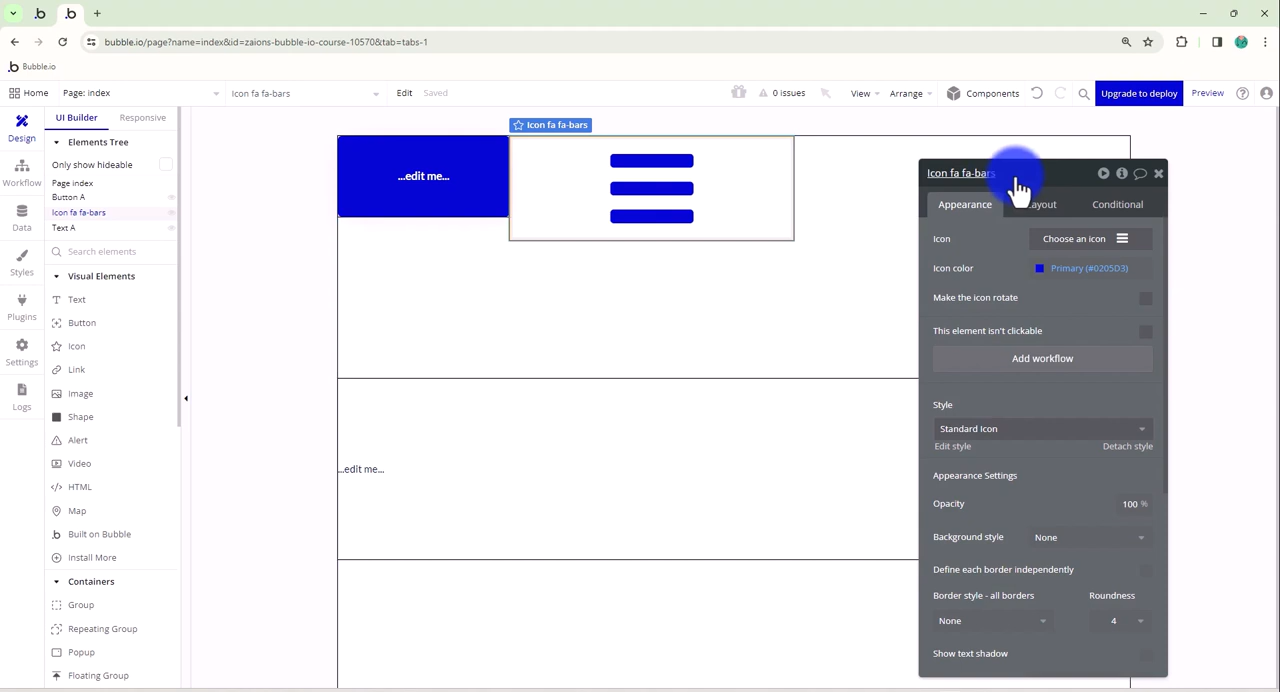 bubble.io/page?name=index&id=zaions-bubble-io-course-10570&tab=tabs-1
Bubble.io
Home
Page: index
Icon fa fa-bars
Edit
Saved
0 issues
View
Arrange
Components
Upgrade to deploy
Preview
Design
Workflow
Data
Styles
Plugins
Settings
Logs
UI Builder
Responsive
Elements Tree
Only show hideable
Page index
Button A
Icon fa fa-bars
Text A
Search elements
Visual Elements
Text
Button
Icon
Link
Image
Shape
Alert
Video
HTML
Map
Built on Bubble
Install More
Containers
Group
Repeating Group
Popup
Floating Group
Icon fa fa-bars
...edit me...
...edit me...
Icon fa fa-bars
Appearance
Layout
Conditional
Icon
Choose an icon
Icon color
Primary (#0205D3)
Make the icon rotate
This element isn't clickable
Add workflow
Style
Standard Icon
Edit style
Detach style
Appearance Settings
Opacity
100 %
Background style
None
Define each border independently
Border style - all borders
Roundness
None
4
Show text shadow